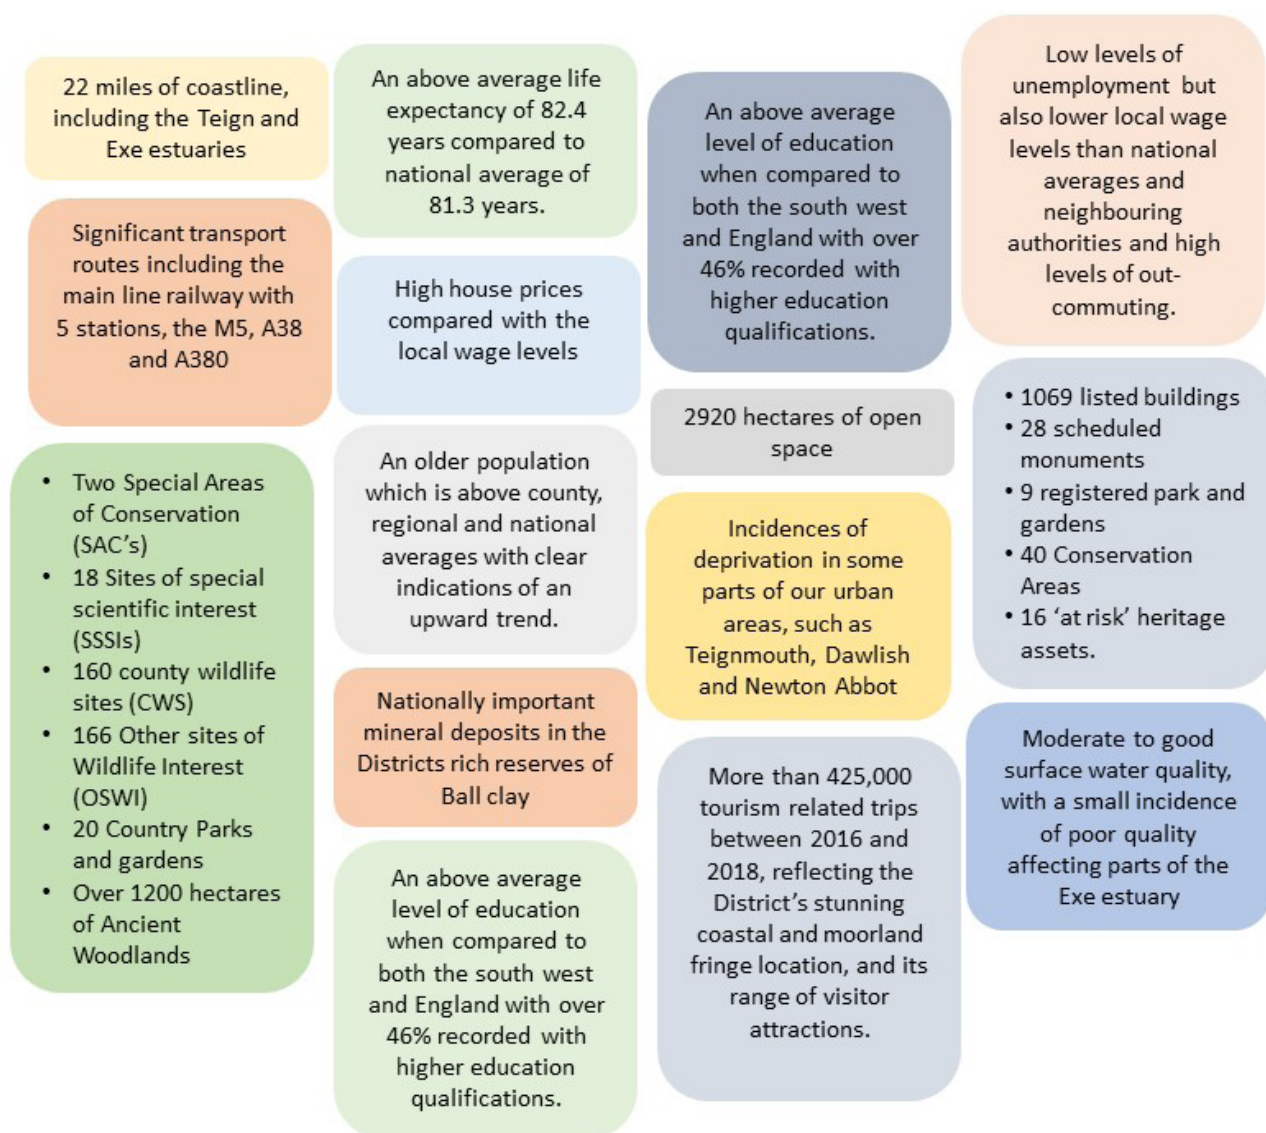 22 miles of coastline,
including the Teign and
Exe estuaries
Significant transport
routes including the
main line railway with
5 stations, the M5, A38
and A380
• Two Special Areas
of Conservation
(SAC's)
• 18 Sites of special
scientific interest
(SSSIs)
• 160 county wildlife
sites (CWS)
• 166 Other sites of
Wildlife Interest
(OSWI)
• 20 Country Parks
and gardens
• Over 1200 hectares
of Ancient
Woodlands
An above average life
expectancy of 82.4
years compared to
national average of
81.3 years.
High house prices
compared with the
local wage levels
An older population
which is above county,
regional and national
averages with clear
indications of an
upward trend.
Nationally important
mineral deposits in the
Districts rich reserves of
Ball clay
An above average
level of education
when compared to
both the south west
and England with over
46% recorded with
higher education
qualifications.
An above average
level of education
when compared to
both the south west
and England with over
46% recorded with
higher education
qualifications.
2920 hectares of open
space
Incidences of
deprivation in some
parts of our urban
areas, such as
Teignmouth, Dawlish
and Newton Abbot
More than 425,000
tourism related trips
between 2016 and
2018, reflecting the
District's stunning
coastal and moorland
fringe location, and its
range of visitor
attractions.
Low levels of
unemployment but
also lower local wage
levels than national
averages and
neighbouring
authorities and high
levels of out-
commuting.
• 1069 listed buildings
• 28 scheduled
monuments
• 9 registered park and
gardens
• 40 Conservation
Areas
• 16 ‘at risk’ heritage
assets.
Moderate to good
surface water quality,
with a small incidence
of poor quality
affecting parts of the
Exe estuary